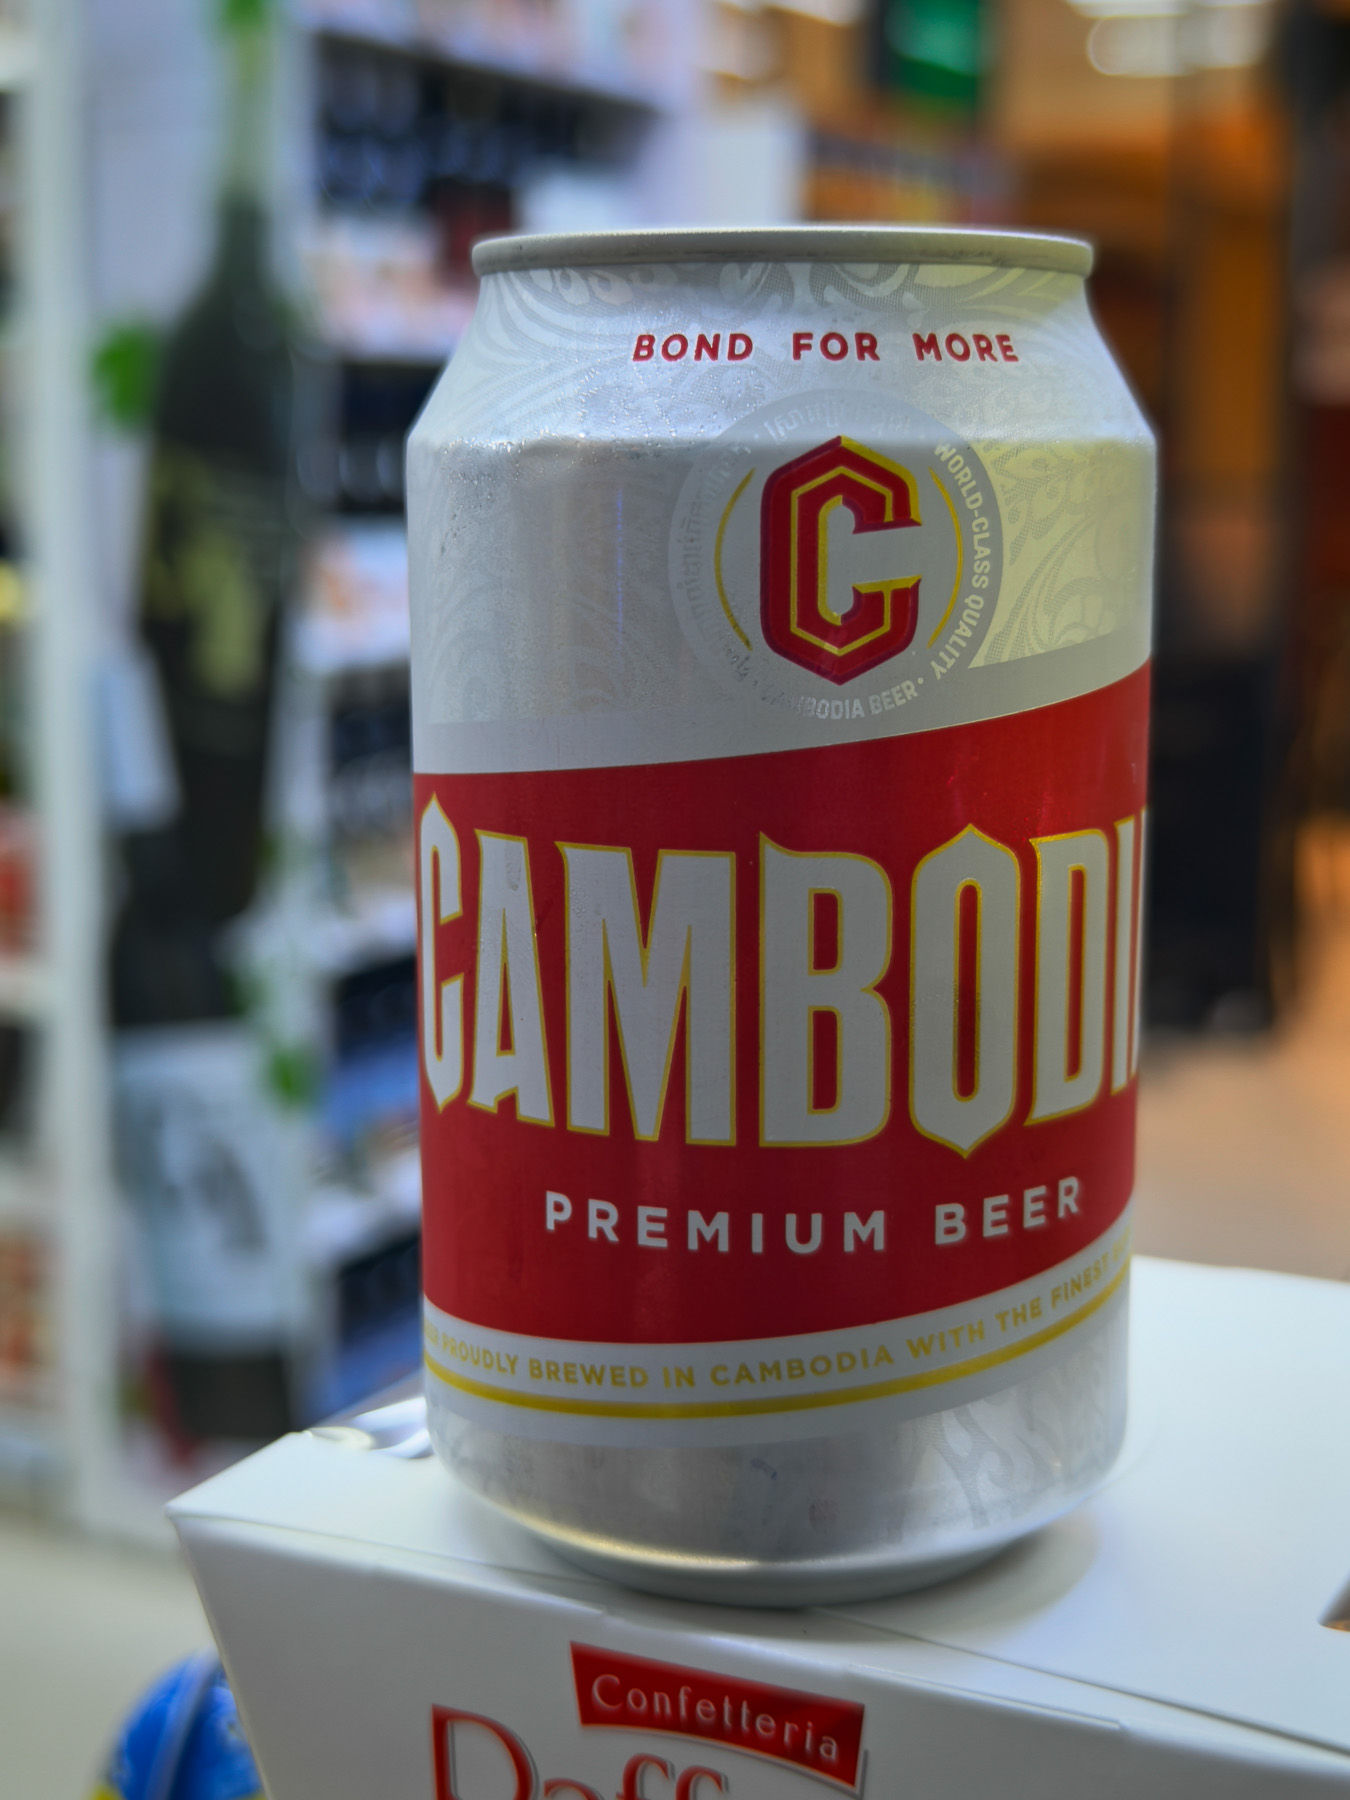 BOND FOR MORE
C
WORLD-CLASS QUALITY
CAMBODIA BEER
CAMBODI
PREMIUM BEER
PROUDLY BREWED IN CAMBODIA WITH THE FINEST
Confetteria
Raff